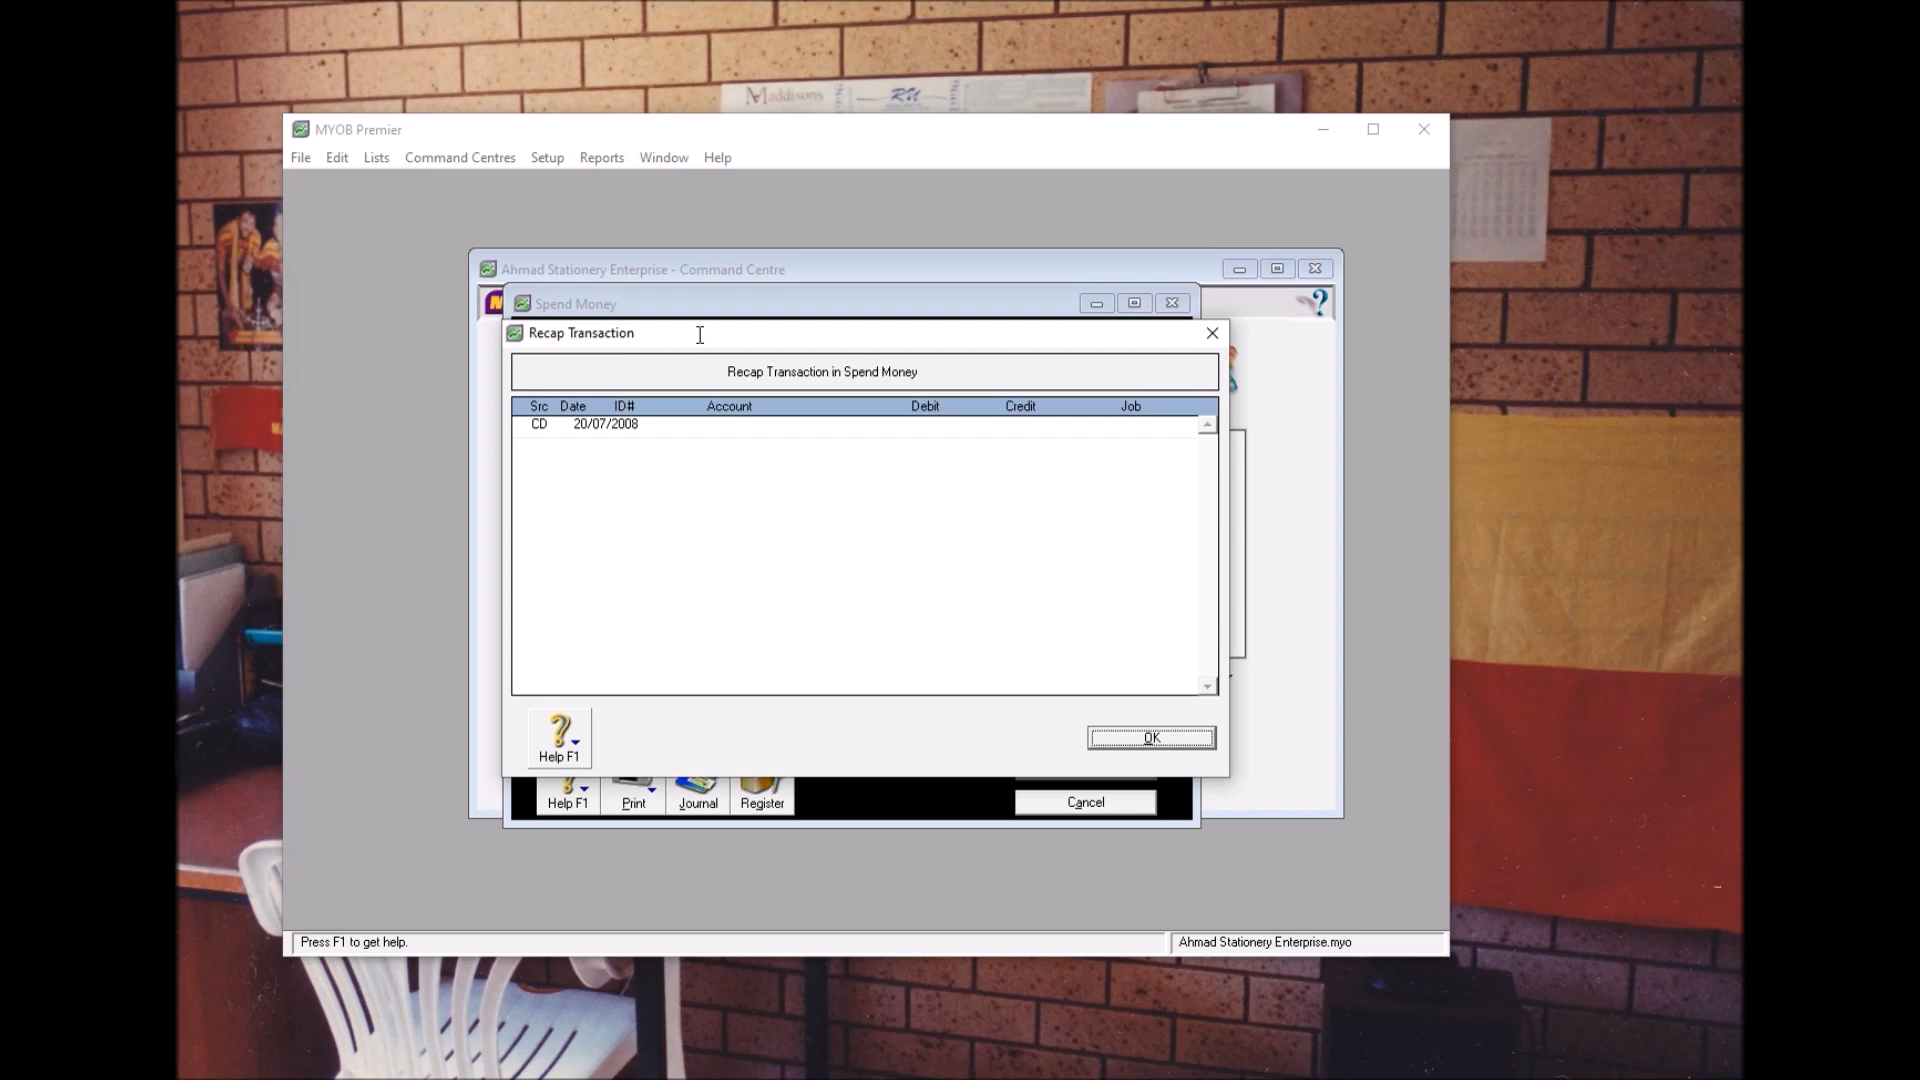 Maddisons
MYOB Premier
File Edit Lists Command Centres Setup Reports Window Help
Ahmad Stationery Enterprise - Command Centre
Spend Money
Recap Transaction
Recap Transaction in Spend Money
Src Date ID# Account Debit Credit Job
CD 20/07/2008
Help F1
OK
Help F1 Print Journal Register Cancel
Press F1 to get help.
Ahmad Stationery Enterprise.myo